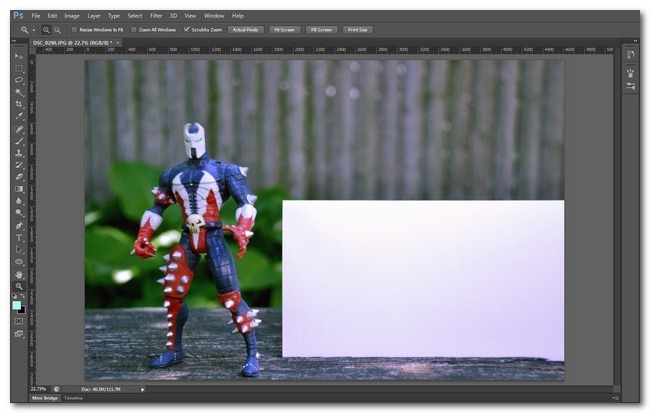 Ps File Edit Image Layer Type Select Filter 3D View Window Help
Resize Windows to Fit Zoom All Windows Scrubby Zoom Actual Pixels Fit Screen Fill Screen Print Size
DSC_0290.JPG @ 22.7% (RGB/8) * ×
22.73% Doc: 40.5M/111.7M
Mini Bridge Timeline